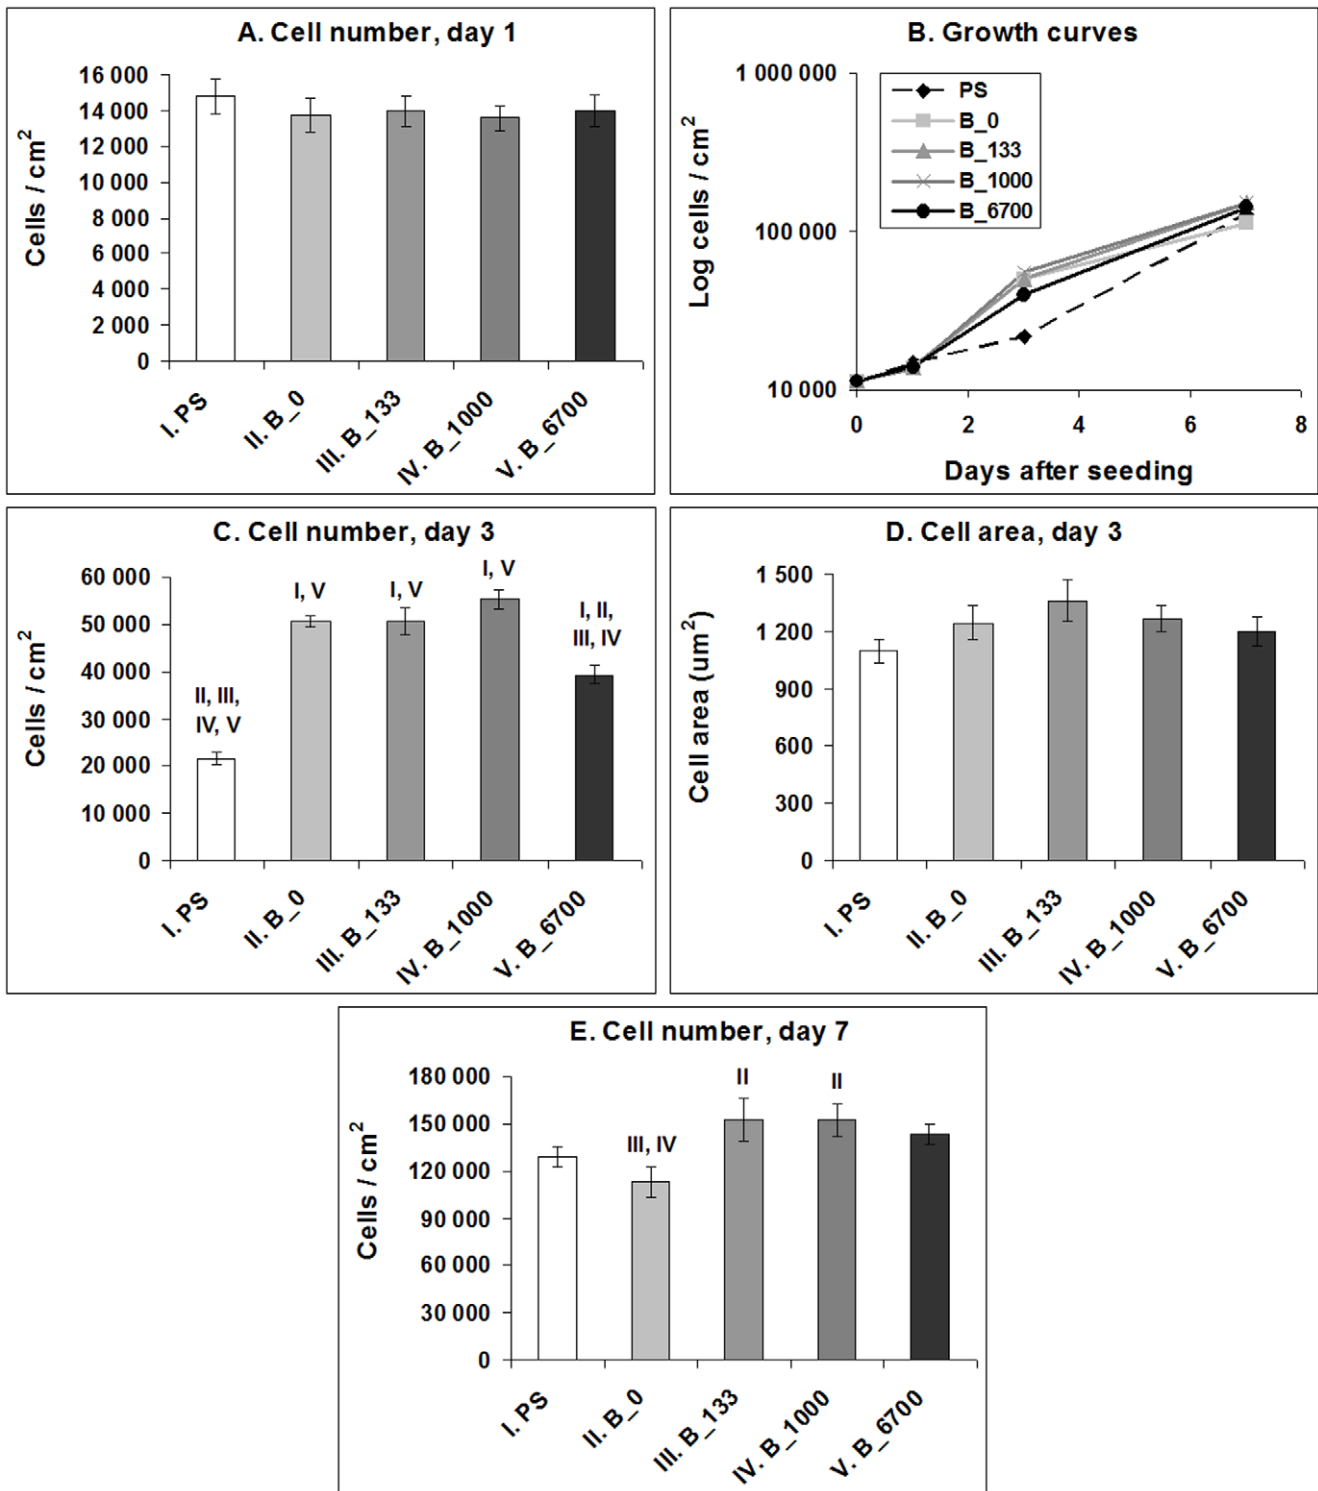 A. Cell number, day 1
Cells / cm²
16 000
14 000
12 000
10 000
8 000
6 000
4 000
2 000
0
I. PS
II. B_0
III. B_133
IV. B_1000
V. B_6700
B. Growth curves
Log cells / cm²
1 000 000
100 000
10 000
PS
B_0
B_133
B_1000
B_6700
0
2
4
6
8
Days after seeding
C. Cell number, day 3
Cells / cm²
60 000
50 000
40 000
30 000
20 000
10 000
0
II, III,
IV, V
I, V
I, V
I, V
I, II,
III, IV
I. PS
II. B_0
III. B_133
IV. B_1000
V. B_6700
D. Cell area, day 3
Cell area (um²)
1 500
1200
900
600
300
0
I. PS
II. B_0
III. B_133
IV. B_1000
V. B_6700
E. Cell number, day 7
Cells / cm²
180 000
150 000
120 000
90 000
60 000
30 000
0
III, IV
II
II
I. PS
II. B_0
III. B_133
IV. B_1000
V. B_6700